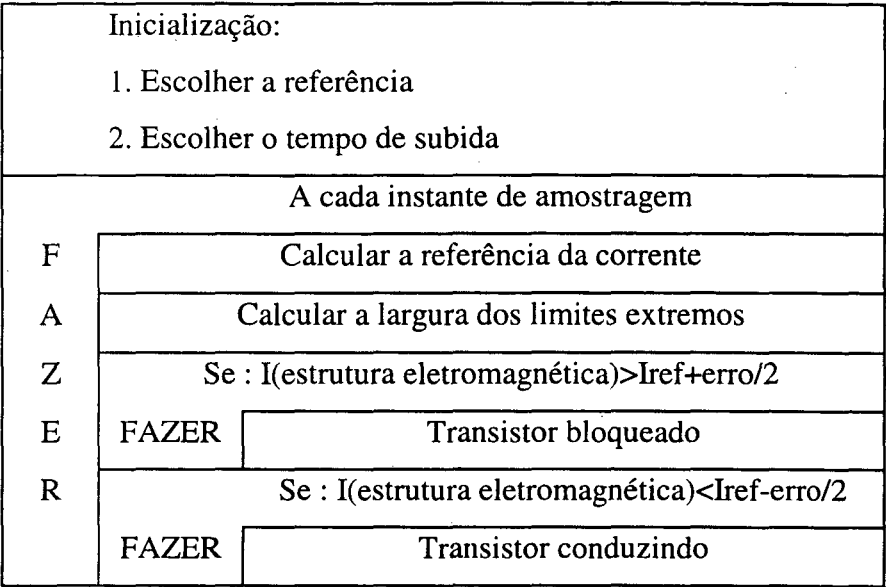 Inicialização:
1. Escolher a referência
2. Escolher o tempo de subida
A cada instante de amostragem
F Calcular a referência da corrente
A Calcular a largura dos limites extremos
Z Se : I(estrutura eletromagnética)>Iref+erro/2
E FAZER Transistor bloqueado
R Se : I(estrutura eletromagnética)<Iref-erro/2
FAZER Transistor conduzindo